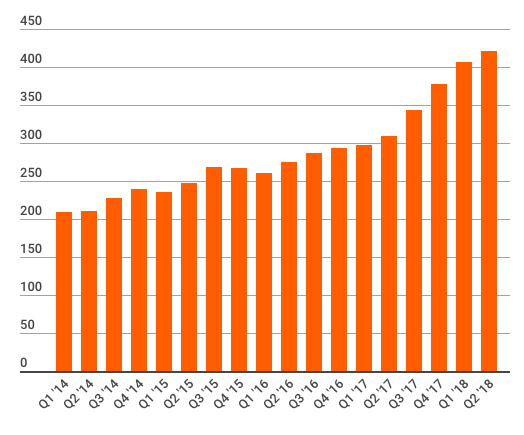 450
400
350
300
250
200
150
100
50
0
Q1 '14
Q2 '14
Q3 '14
Q4 '14
Q1 '15
Q2 '15
Q3 '15
Q4 '15
Q1 '16
Q2 '16
Q3 '16
Q4 '16
Q1 '17
Q2 '17
Q3 '17
Q4 '17
Q1 '18
Q2 '18